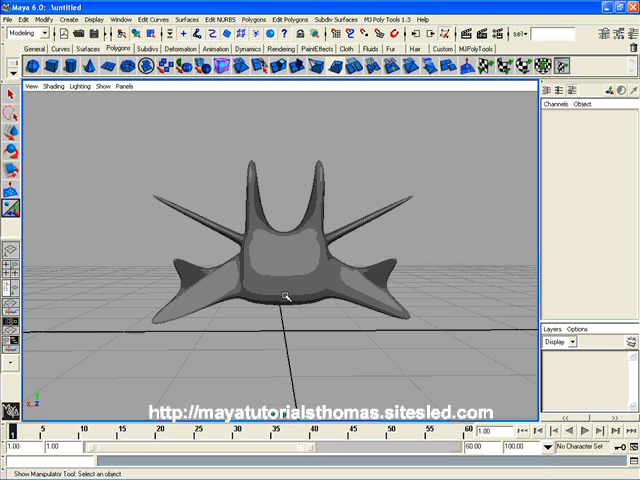 Maya 6.0: .\untitled
File Edit Modify Create Display Window Edit Curves Surfaces Edit NURBS Polygons Edit Polygons Subdiv Surfaces MJ Poly Tools 1.3 Help
Modeling sel
General Curves Surfaces Polygons Subdivs Deformation Animation Dynamics Rendering PaintEffects Cloth Fluids Fur Hair Custom MJPolyTools
View Shading Lighting Show Panels
Channels Object
Layers Options
Display
http://mayatutorialsthomas.sitesled.com
1 5 10 15 20 25 30 35 40 45 50 55 60 1.00
1.00 1.00 60.00 100.00 No Character Set
Show Manipulator Tool: Select an object.